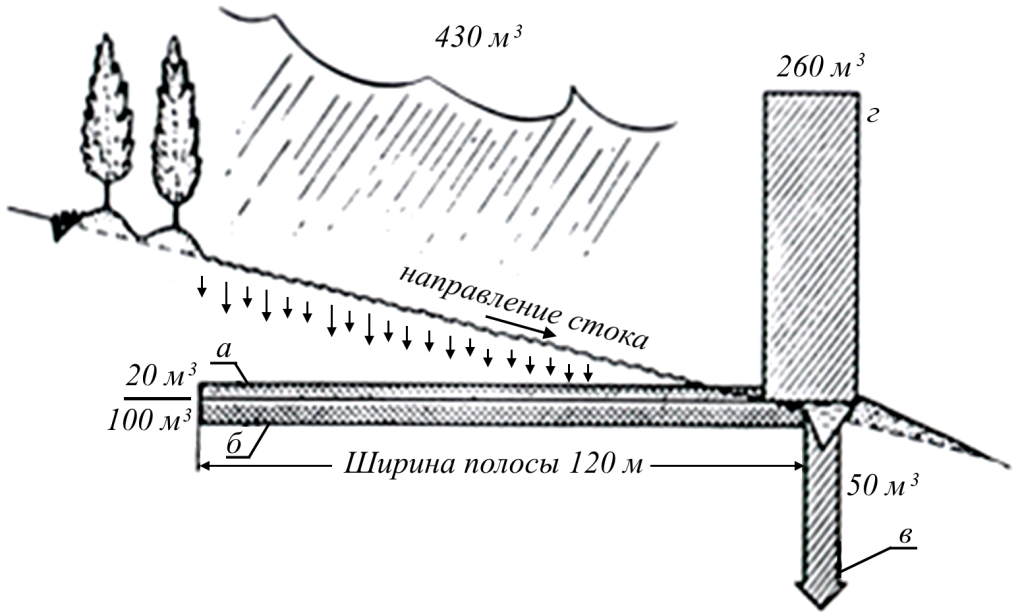 430 м³
260 м³
г
направление стока
а
20 м³
100 м³
б
Ширина полосы 120 м
50 м³
в